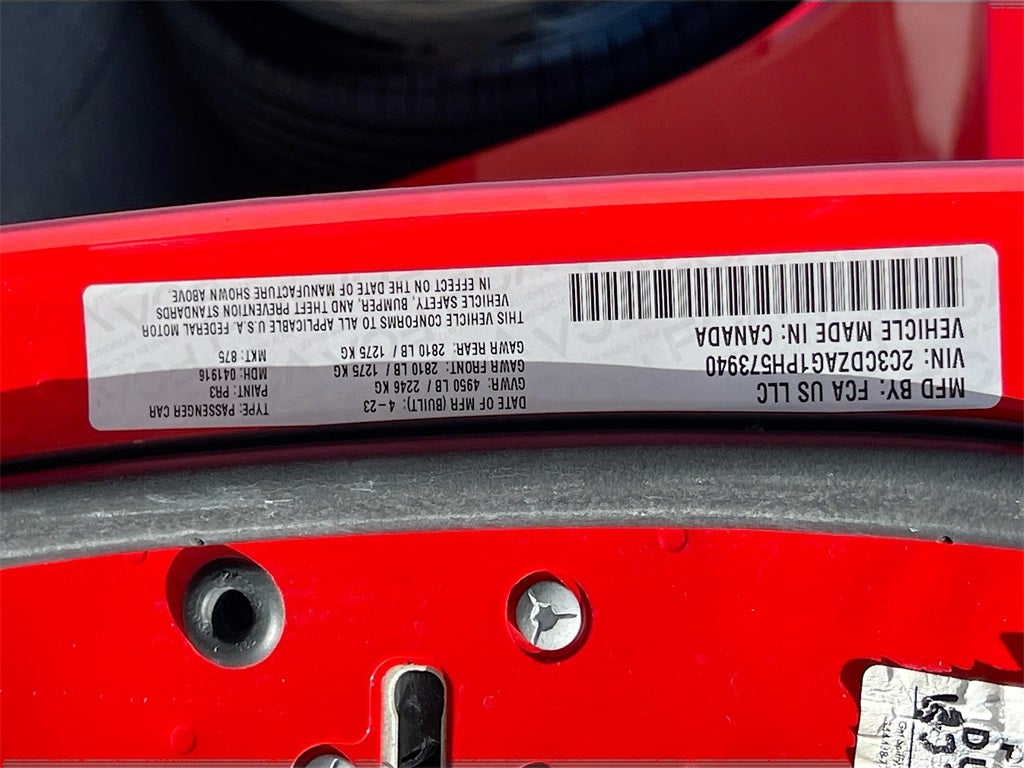 MFD BY: FCA US LLC
VIN: 2C3CDZAG1PH573940
VEHICLE MADE IN: CANADA
DATE OF MFR (BUILT): 4-23
GVWR: 4950 LB / 2246 KG
GAWR FRONT: 2810 LB / 1275 KG
GAWR REAR: 2810 LB / 1275 KG
TYPE: PASSENGER CAR
PAINT: PR3
MDH: 041916
MKT: 875
THIS VEHICLE CONFORMS TO ALL APPLICABLE U.S.A. FEDERAL MOTOR
VEHICLE SAFETY, BUMPER, AND THEFT PREVENTION STANDARDS
IN EFFECT ON THE DATE OF MANUFACTURE SHOWN ABOVE.